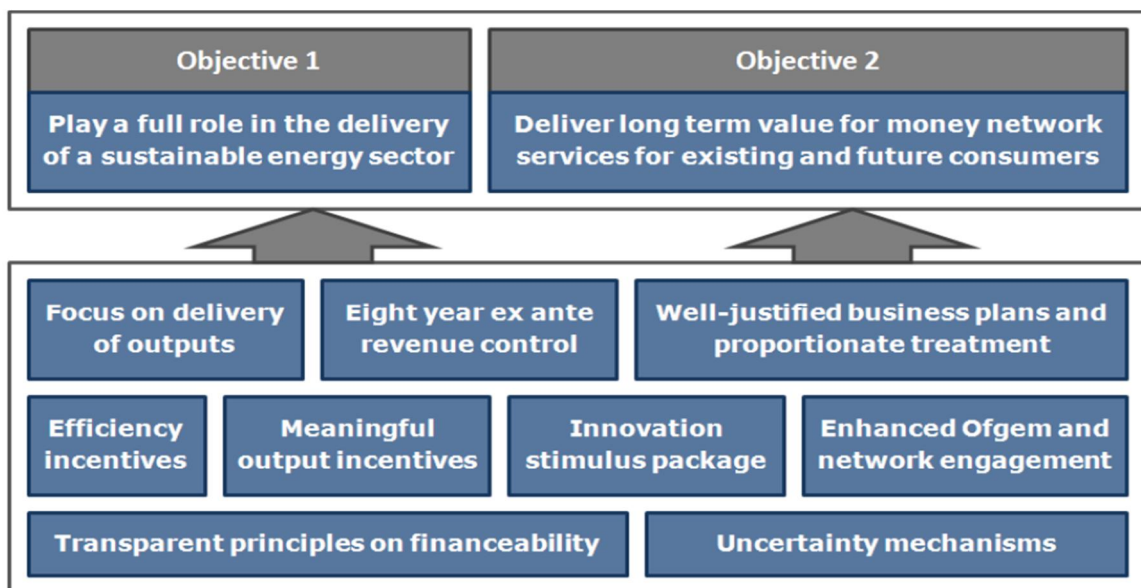 Objective 1
Play a full role in the delivery
of a sustainable energy sector
Objective 2
Deliver long term value for money network
services for existing and future consumers
Focus on delivery
of outputs
Eight year ex ante
revenue control
Well-justified business plans and
proportionate treatment
Efficiency
incentives
Meaningful
output incentives
Innovation
stimulus package
Enhanced Ofgem and
network engagement
Transparent principles on financeability
Uncertainty mechanisms